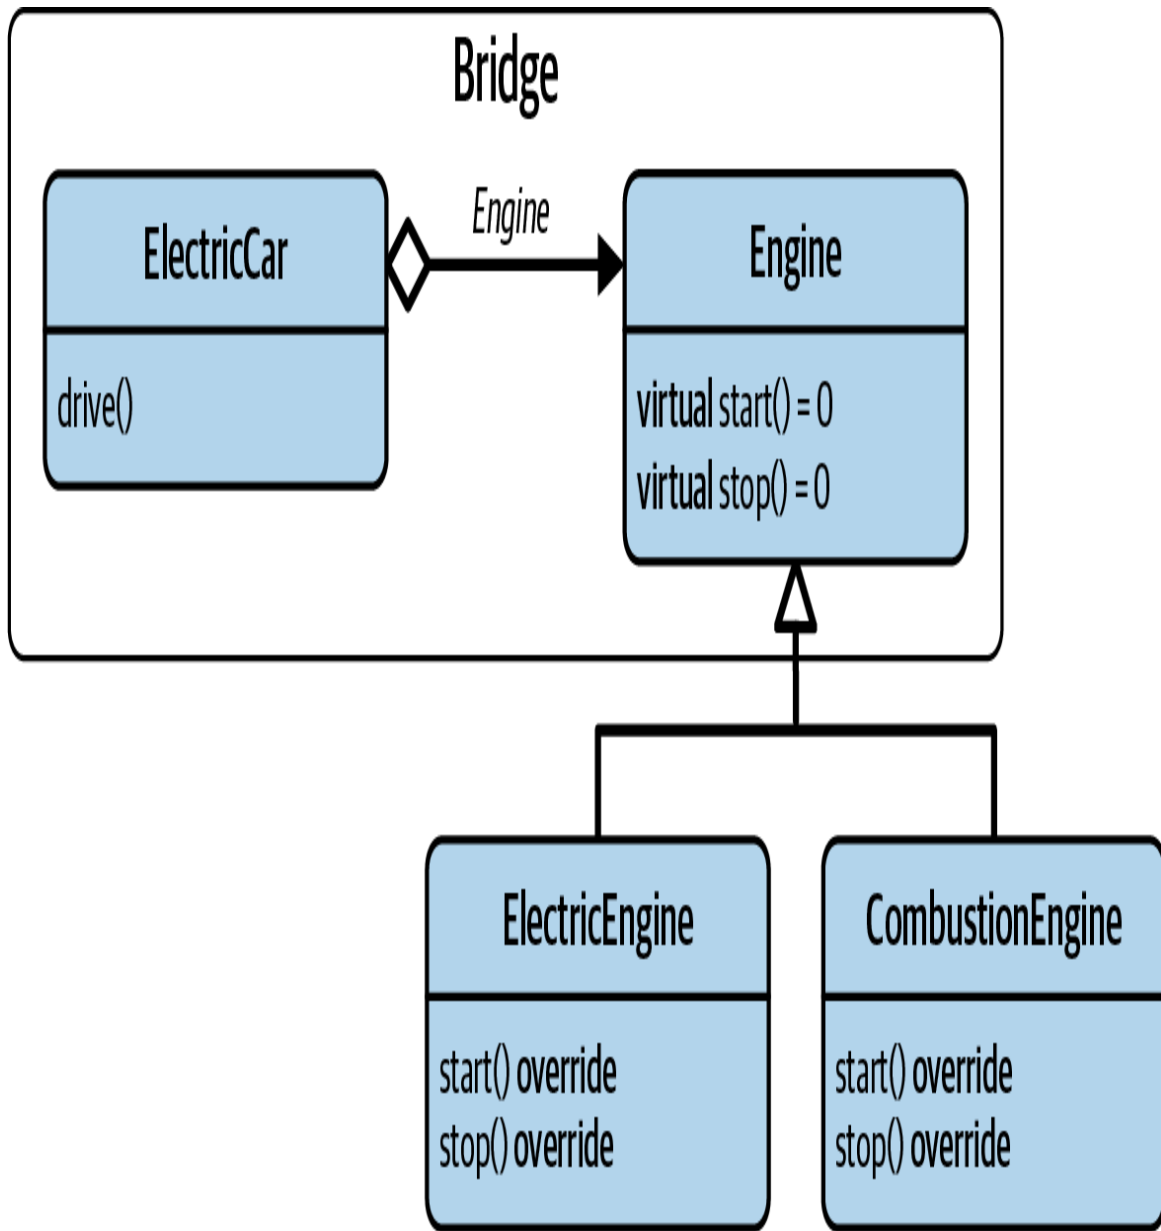 Bridge
ElectricCar
drive()
Engine
Engine
virtual start() = 0
virtual stop() = 0
ElectricEngine
start() override
stop() override
CombustionEngine
start() override
stop() override